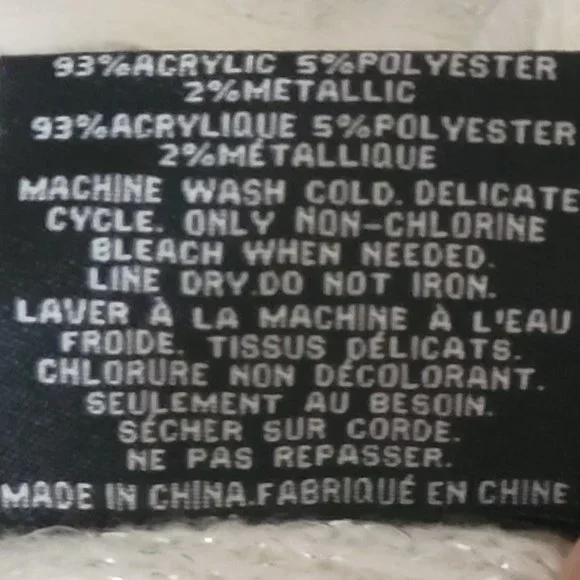 93%ACRYLIC 5%POLYESTER
2%METALLIC
93%ACRYLIQUE 5%POLYESTER
2%MÉTALLIQUE
MACHINE WASH COLD. DELICATE
CYCLE. ONLY NON-CHLORINE
BLEACH WHEN NEEDED.
LINE DRY.DO NOT IRON.
LAVER À LA MACHINE À L'EAU
FROIDE. TISSUS DÉLICATS.
CHLORURE NON DÉCOLORANT.
SEULEMENT AU BESOIN.
SÉCHER SUR CORDE.
NE PAS REPASSER.
MADE IN CHINA.FABRIQUÉ EN CHINE